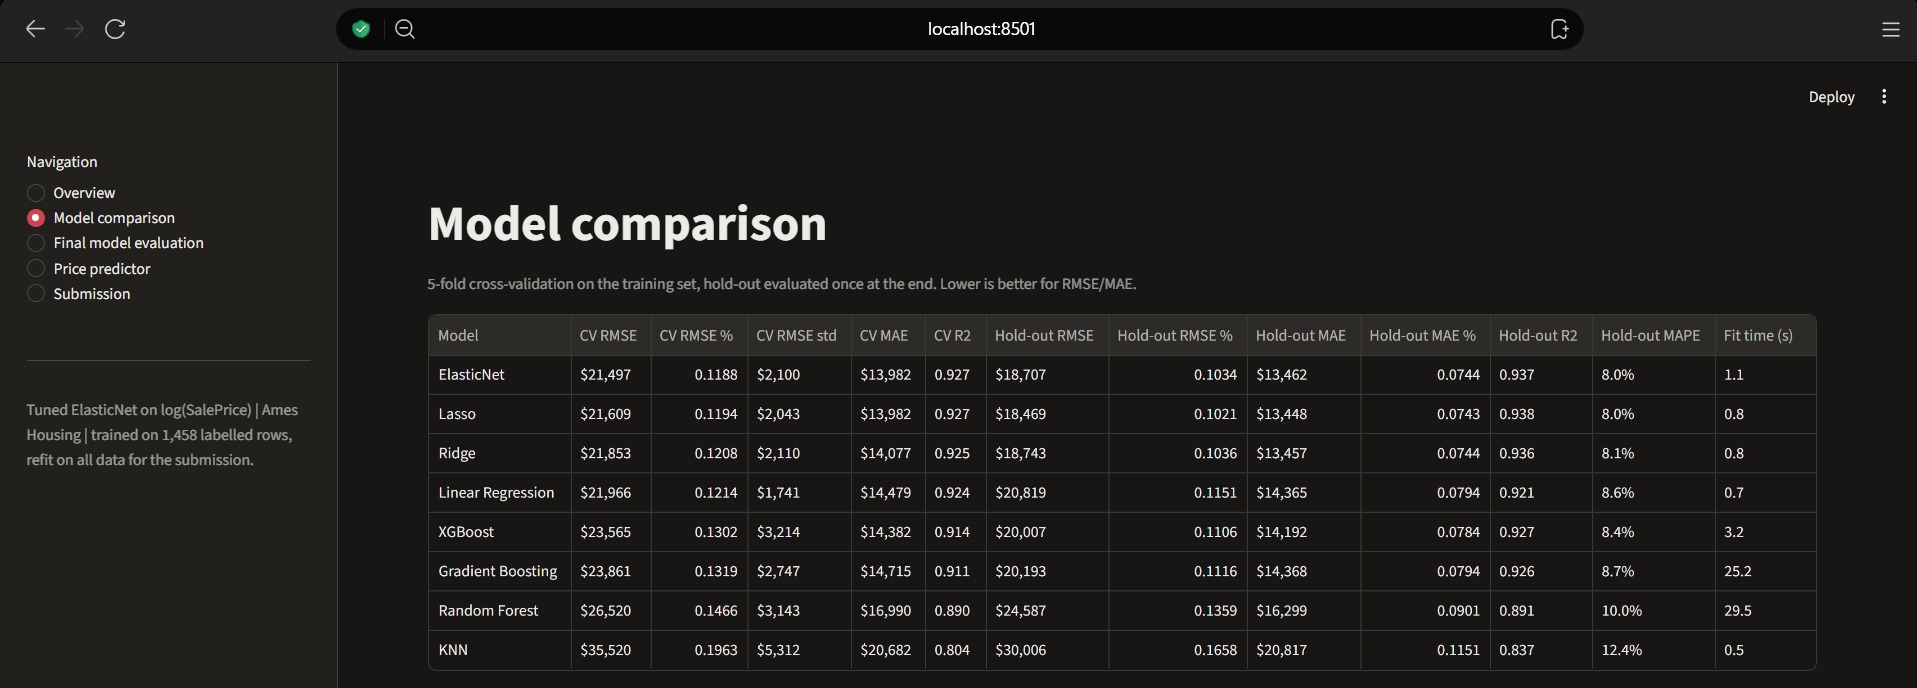 localhost:8501
Deploy
Navigation
Overview
Model comparison
Final model evaluation
Price predictor
Submission
Tuned ElasticNet on log(SalePrice) | Ames
Housing | trained on 1,458 labelled rows,
refit on all data for the submission.
Model comparison
5-fold cross-validation on the training set, hold-out evaluated once at the end. Lower is better for RMSE/MAE.
Model CV RMSE CV RMSE % CV RMSE std CV MAE CV R2 Hold-out RMSE Hold-out RMSE % Hold-out MAE Hold-out MAE % Hold-out R2 Hold-out MAPE Fit time (s)
ElasticNet $21,497 0.1188 $2,100 $13,982 0.927 $18,707 0.1034 $13,462 0.0744 0.937 8.0% 1.1
Lasso $21,609 0.1194 $2,043 $13,982 0.927 $18,469 0.1021 $13,448 0.0743 0.938 8.0% 0.8
Ridge $21,853 0.1208 $2,110 $14,077 0.925 $18,743 0.1036 $13,457 0.0744 0.936 8.1% 0.8
Linear Regression $21,966 0.1214 $1,741 $14,479 0.924 $20,819 0.1151 $14,365 0.0794 0.921 8.6% 0.7
XGBoost $23,565 0.1302 $3,214 $14,382 0.914 $20,007 0.1106 $14,192 0.0784 0.927 8.4% 3.2
Gradient Boosting $23,861 0.1319 $2,747 $14,715 0.911 $20,193 0.1116 $14,368 0.0794 0.926 8.7% 25.2
Random Forest $26,520 0.1466 $3,143 $16,990 0.890 $24,587 0.1359 $16,299 0.0901 0.891 10.0% 29.5
KNN $35,520 0.1963 $5,312 $20,682 0.804 $30,006 0.1658 $20,817 0.1151 0.837 12.4% 0.5